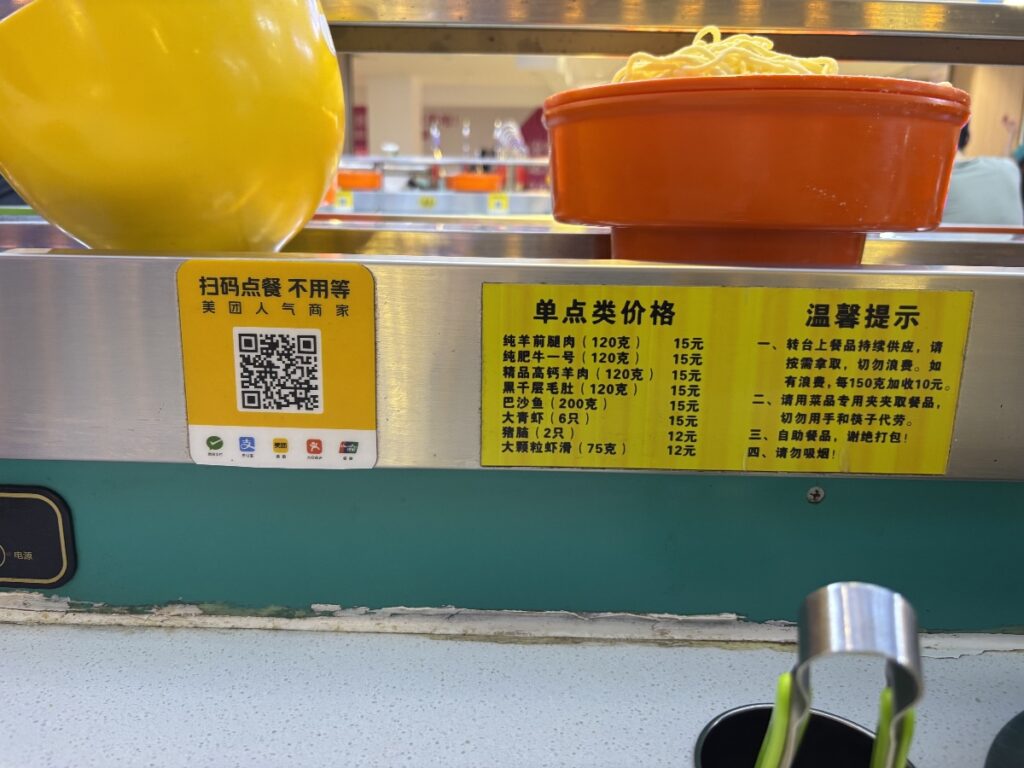 扫码点餐 不用等
美团人气商家
美团
单点类价格
纯羊前腿肉（120克） 15元
纯肥牛一号（120克） 15元
精品高钙羊肉（120克） 15元
黑千层毛肚（120克） 15元
巴沙鱼（200克） 15元
大青虾（6只） 15元
猪脑（2只） 12元
大颗粒虾滑（75克） 12元
温馨提示
一、转台上餐品持续供应，请
按需拿取，切勿浪费。如
有浪费，每150克加收10元。
二、请用菜品专用夹夹取餐品，
切勿用手和筷子代劳。
三、自助餐品，谢绝打包！
四、请勿吸烟！
电源